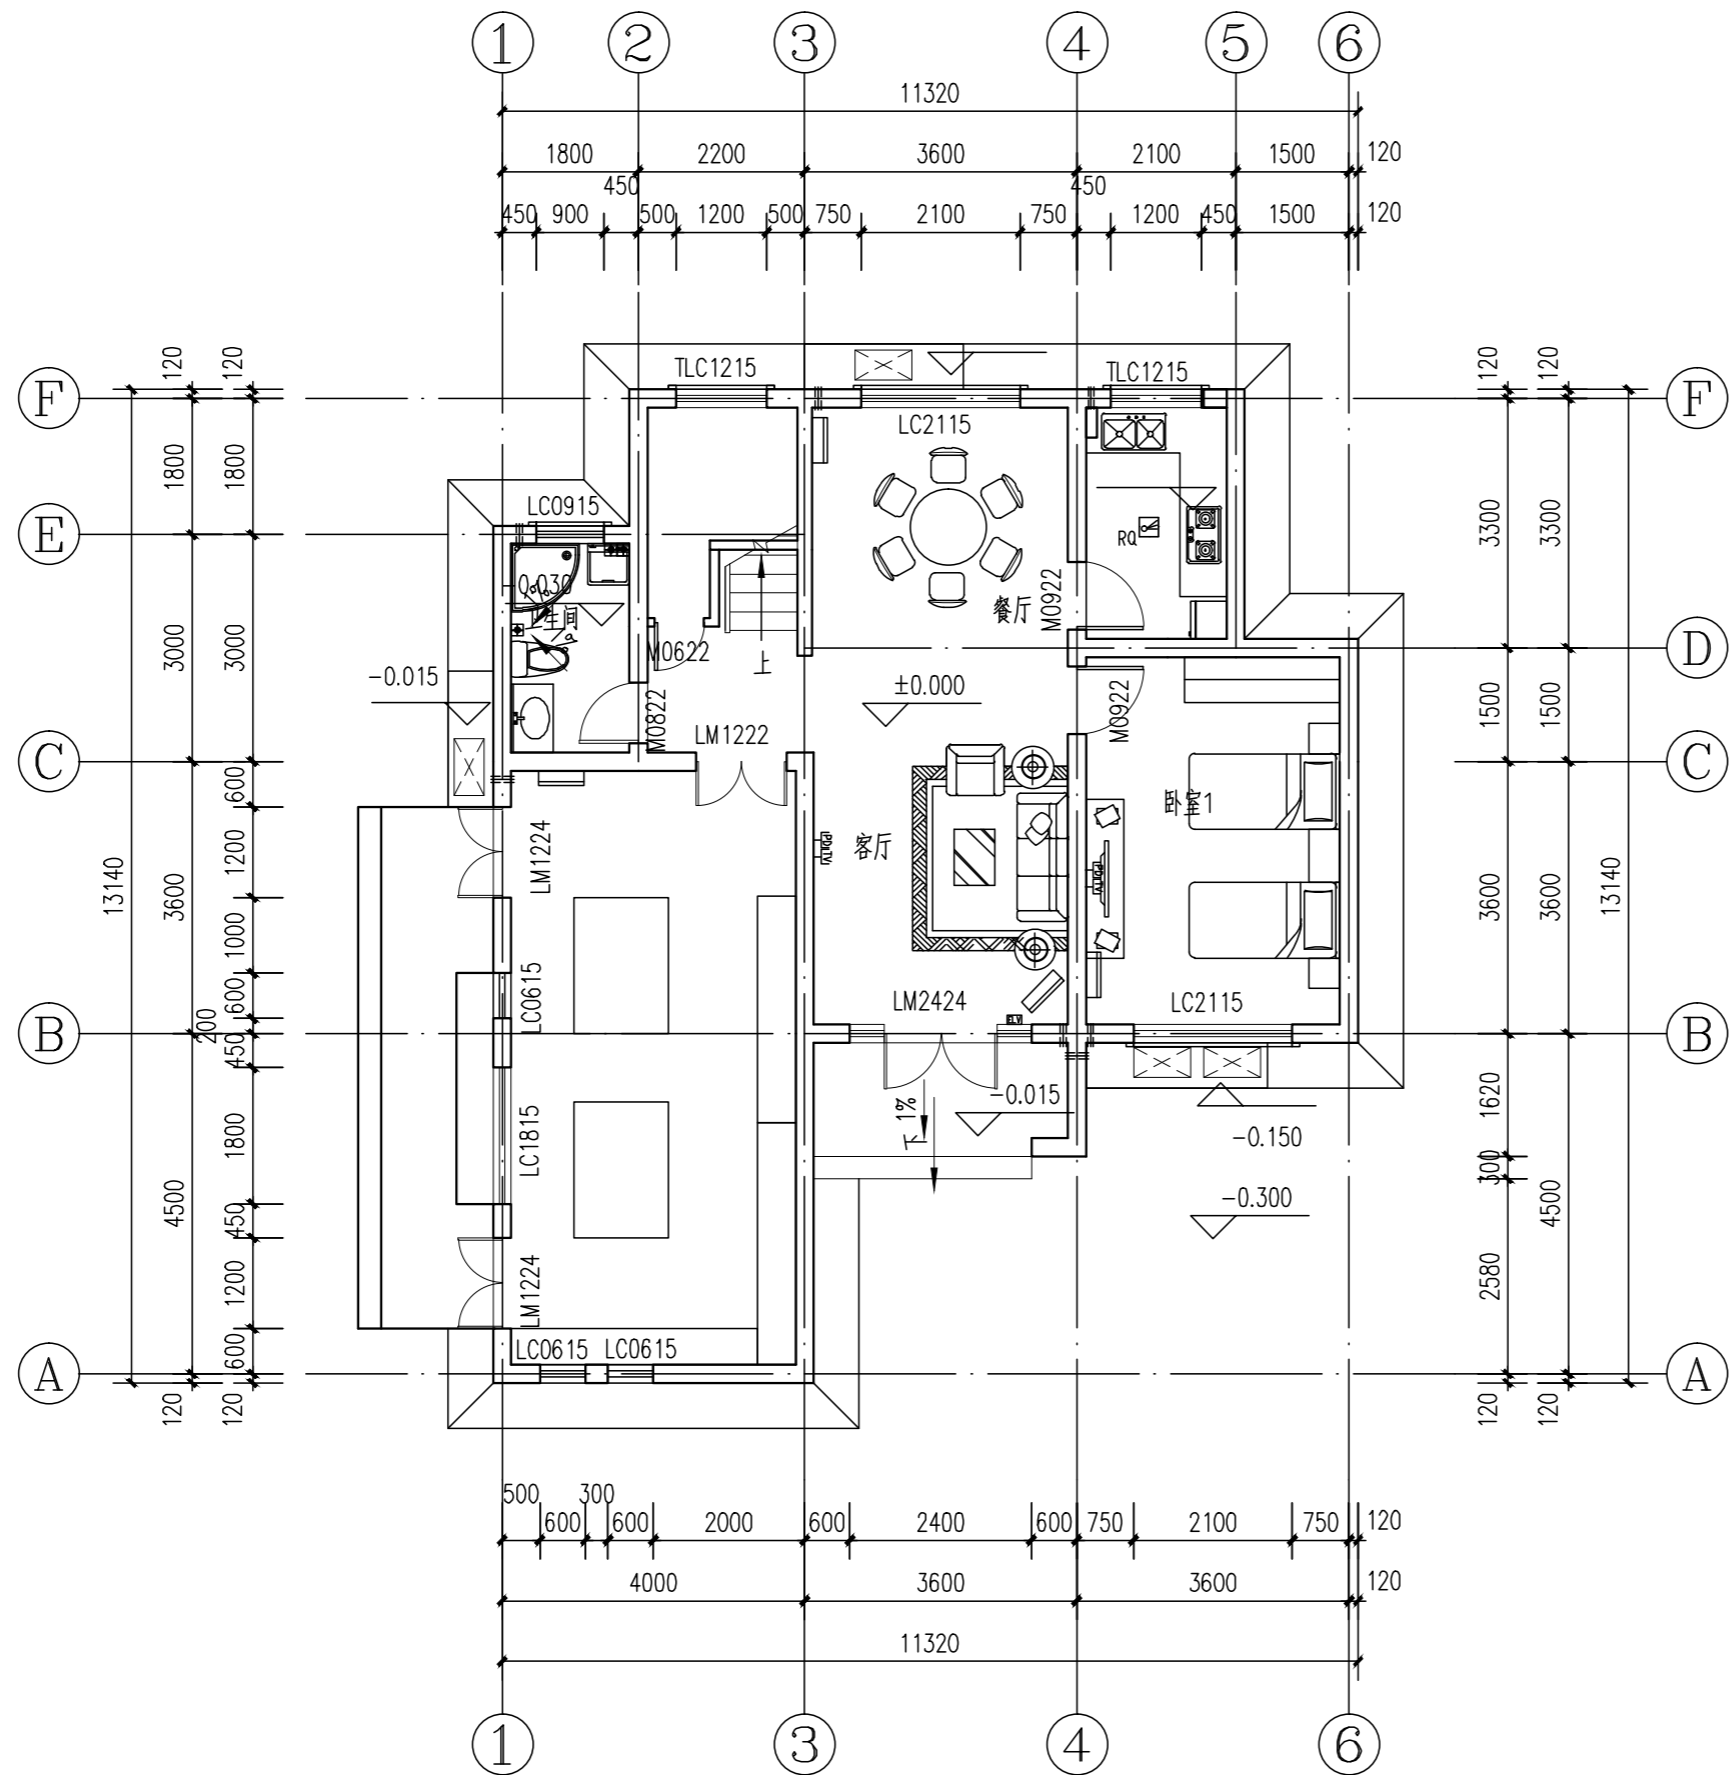 1 2 3 4 5 6
11320
1800 2200 3600 2100 1500 120
450 450
450 900 500 1200 500 750 2100 750 1200 450 1500 120
120 120 120 120
TLC1215 TLC1215
F F
LC2115
1800 1800
LC0915
E E
3300 3300
RQ
0.030
卫生间
餐厅
M0922
3000 3000
M0622
上
D D
-0.015
±0.000
M0822
M0922
LM1222
1500 1500
C C
600
卧室1
客厅
LM1224
1200
13140 3600
3600 3600 13140
1000
LC0615
600
LM2424
LC2115
B B
200
450
1%
下
-0.015
1620
LC1815
1800
-0.150
300
4500
-0.300
4500
450
LM1224
1200
2580
LC0615 LC0615
600
A A
120 120 120 120
500 300
600 600 2000 600 2400 600 750 2100 750 120
4000 3600 3600 120
11320
1 3 4 6